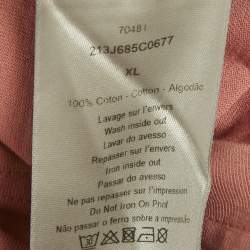 70481
213J685C0677
XL
100% Coton - Cotton - Algodão
Lavage sur l'envers
Wash inside out
Lavar do avesso
Repasser sur l'envers
Iron inside out
Passar do avesso
Ne pas repasser sur l'impression
Do Not Iron On Print
Não passar o ferro sobre a impressão